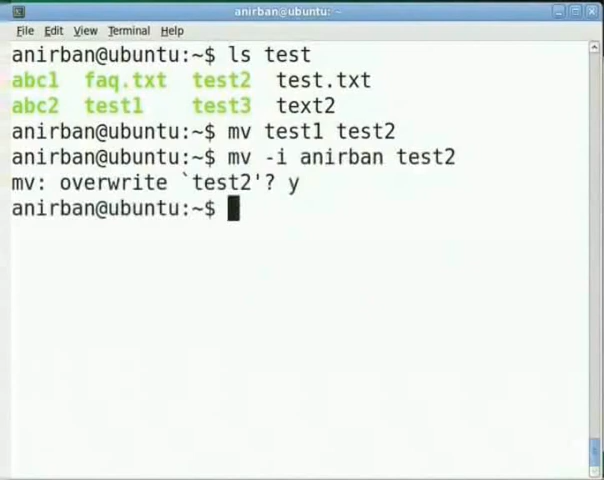 anirban@ubuntu: ~
File Edit View Terminal Help
anirban@ubuntu:~$ ls test
abc1 faq.txt test2 test.txt
abc2 test1 test3 text2
anirban@ubuntu:~$ mv test1 test2
anirban@ubuntu:~$ mv -i anirban test2
mv: overwrite `test2'? y
anirban@ubuntu:~$